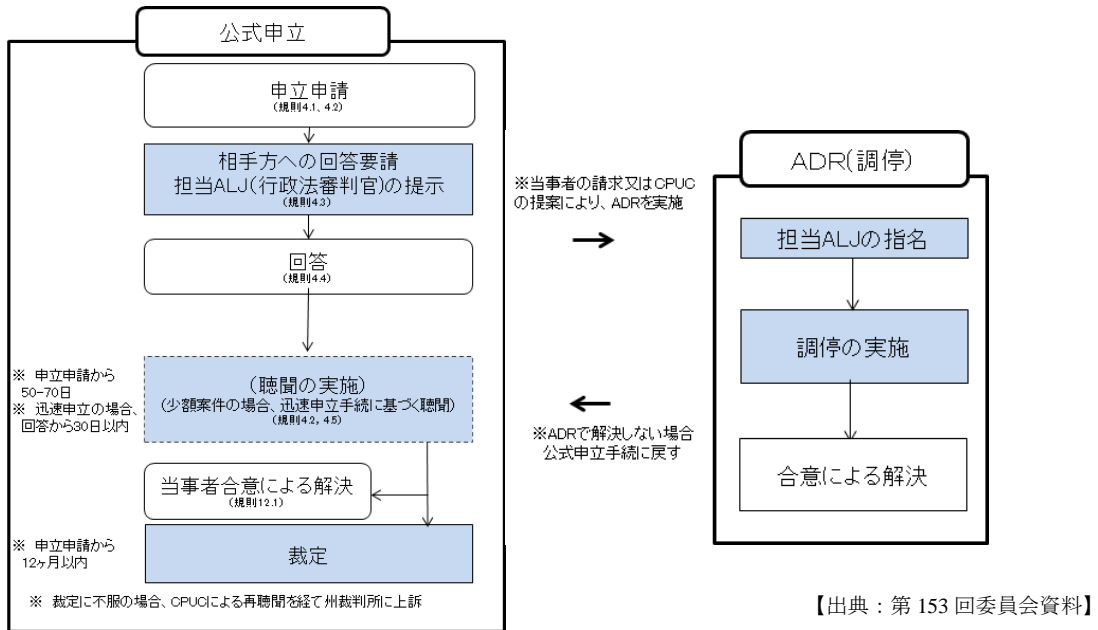 公式申立
申立申請
(規則4.1、4.2)
相手方への回答要請
担当ALJ(行政法審判官)の提示
(規則4.3)
回答
(規則4.4)
※ 申立申請から
50-70日
※ 迅速申立の場合、
回答から30日以内
(聴聞の実施)
(少額案件の場合、迅速申立手続に基づく聴聞)
(規則4.2, 4.5)
当事者合意による解決
(規則12.1)
※ 申立申請から
12ヶ月以内
裁定
※ 裁定に不服の場合、CPUCによる再聴聞を経て州裁判所に上訴
※当事者の請求又はCPUC
の提案により、ADRを実施
※ADRで解決しない場合
公式申立手続に戻す
ADR(調停)
担当ALJの指名
調停の実施
合意による解決
【出典：第 153 回委員会資料】